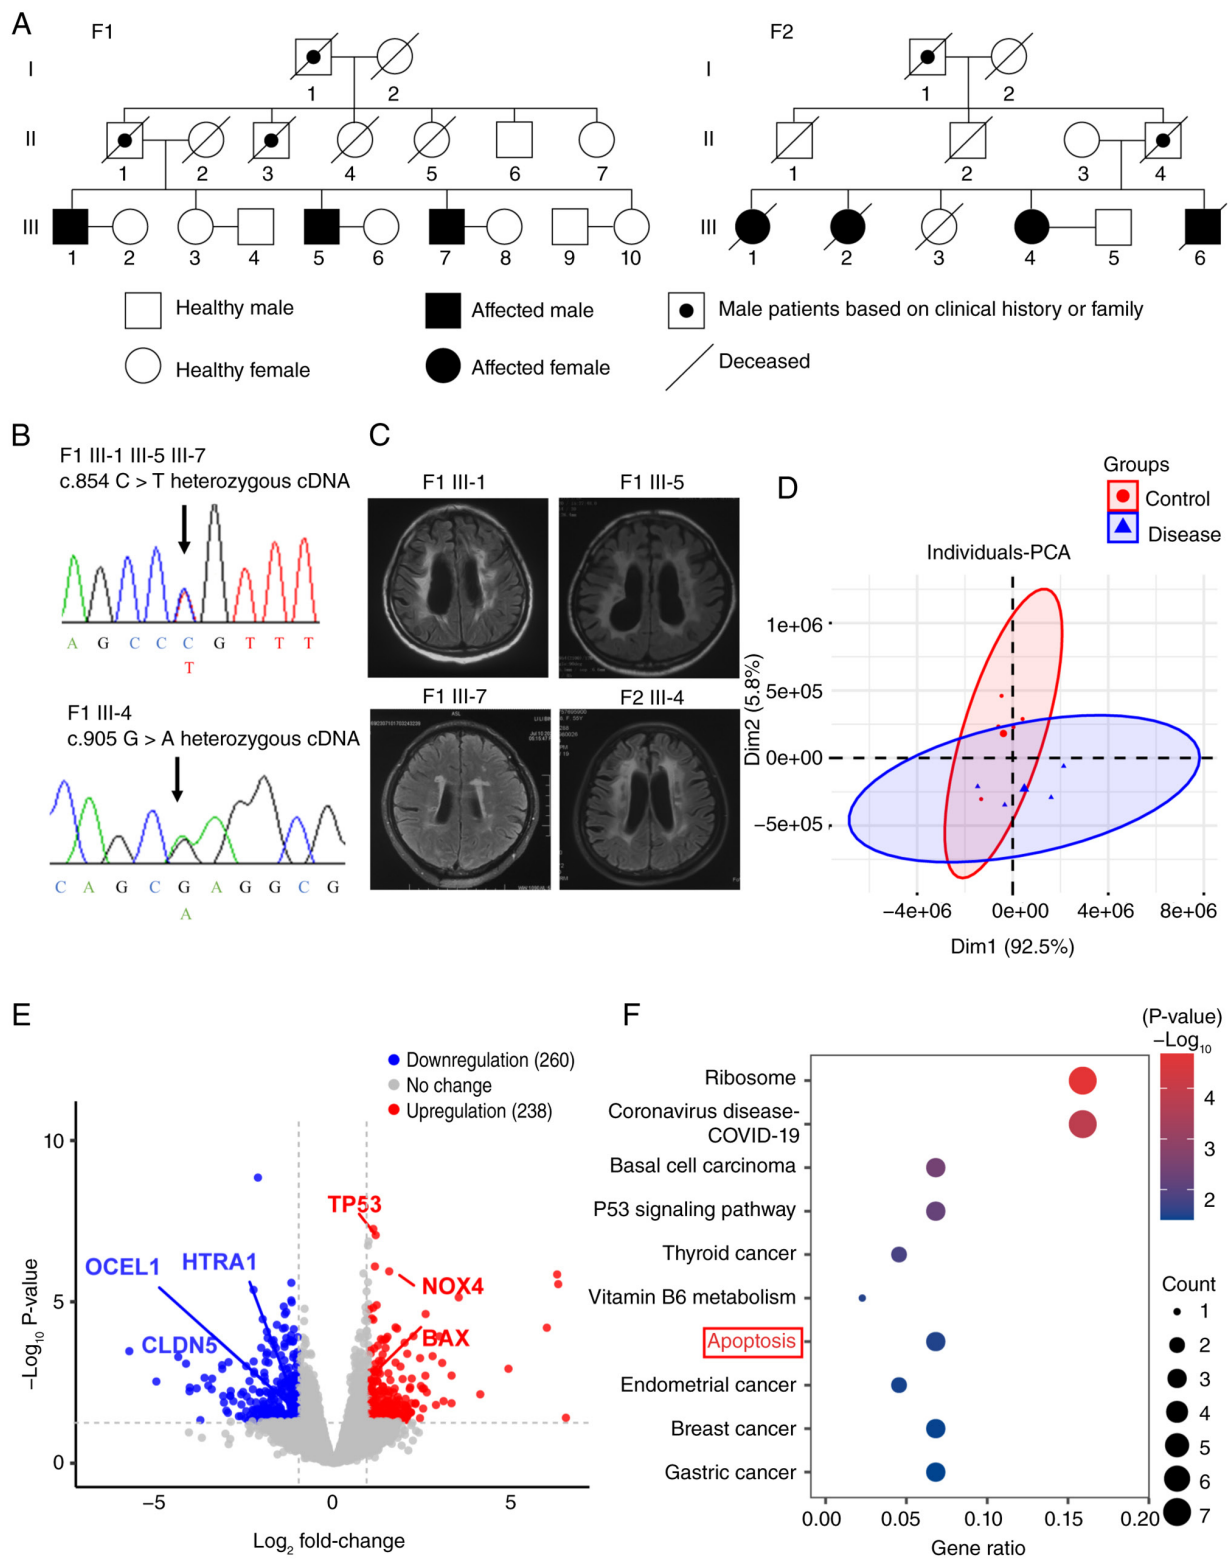 A
F1
F2
I
1
2
I
1
2
II
1
2
3
4
5
6
7
II
1
2
3
4
III
1
2
3
4
5
6
7
8
9
10
III
1
2
3
4
5
6
Healthy male
Affected male
Male patients based on clinical history or family
Healthy female
Affected female
Deceased
B
F1 III-1 III-5 III-7
c.854 C > T heterozygous cDNA
A G C C C G T T T
T
F1 III-4
c.905 G > A heterozygous cDNA
C A G C G A G G C G
A
C
F1 III-1
F1 III-5
F1 III-7
F2 III-4
ASL
D
Groups
Control
Disease
Individuals-PCA
1e+06
5e+05
0e+00
−5e+05
Dim2 (5.8%)
−4e+06
0e+00
4e+06
8e+06
Dim1 (92.5%)
E
Downregulation (260)
No change
Upregulation (238)
10
5
0
−Log10 P-value
TP53
OCEL1
HTRA1
NOX4
CLDN5
BAX
−5
0
5
Log2 fold-change
F
(P-value)
−Log10
4
3
2
Ribosome
Coronavirus disease-
COVID-19
Basal cell carcinoma
P53 signaling pathway
Thyroid cancer
Vitamin B6 metabolism
Apoptosis
Endometrial cancer
Breast cancer
Gastric cancer
Count
1
2
3
4
5
6
7
0.00
0.05
0.10
0.15
0.20
Gene ratio